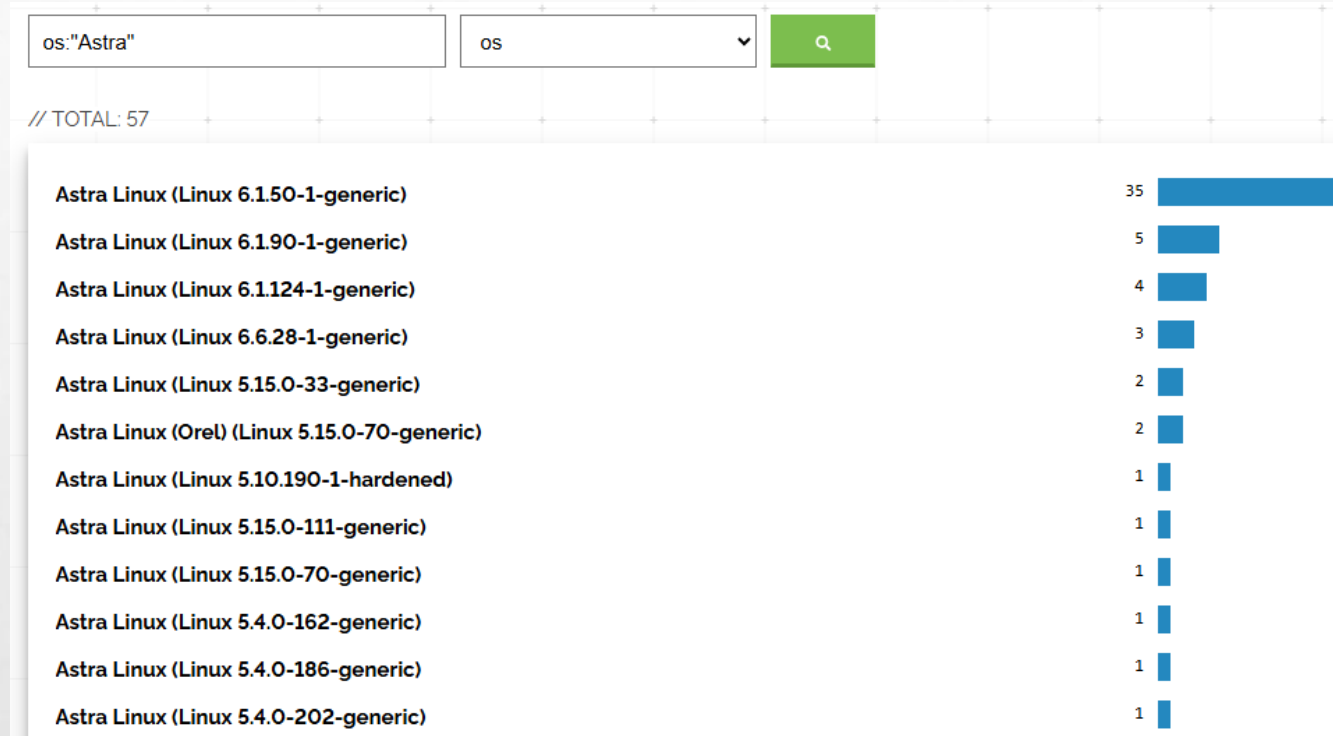 os:"Astra" os
// TOTAL: 57
Astra Linux (Linux 6.1.50-1-generic) 35
Astra Linux (Linux 6.1.90-1-generic) 5
Astra Linux (Linux 6.1.124-1-generic) 4
Astra Linux (Linux 6.6.28-1-generic) 3
Astra Linux (Linux 5.15.0-33-generic) 2
Astra Linux (Orel) (Linux 5.15.0-70-generic) 2
Astra Linux (Linux 5.10.190-1-hardened) 1
Astra Linux (Linux 5.15.0-111-generic) 1
Astra Linux (Linux 5.15.0-70-generic) 1
Astra Linux (Linux 5.4.0-162-generic) 1
Astra Linux (Linux 5.4.0-186-generic) 1
Astra Linux (Linux 5.4.0-202-generic) 1